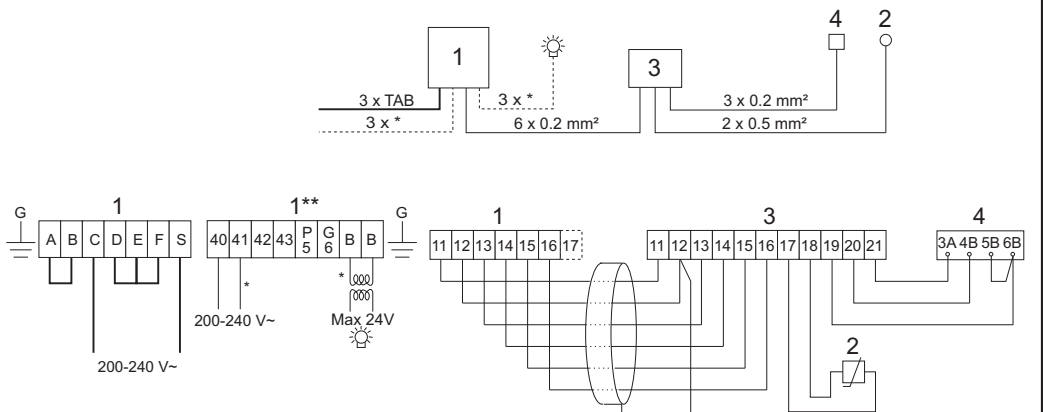 4 2
1
3
3 x TAB
3 x *
3 x *
6 x 0.2 mm²
3 x 0.2 mm²
2 x 0.5 mm²
G 1 1** G 1 3 4
A B C D E F S
40 41 42 43 P5 G6 B B
11 12 13 14 15 16 17
11 12 13 14 15 16 17 18 19 20 21
3A 4B 5B 6B
*
*
200-240 V~
Max 24V
2
200-240 V~